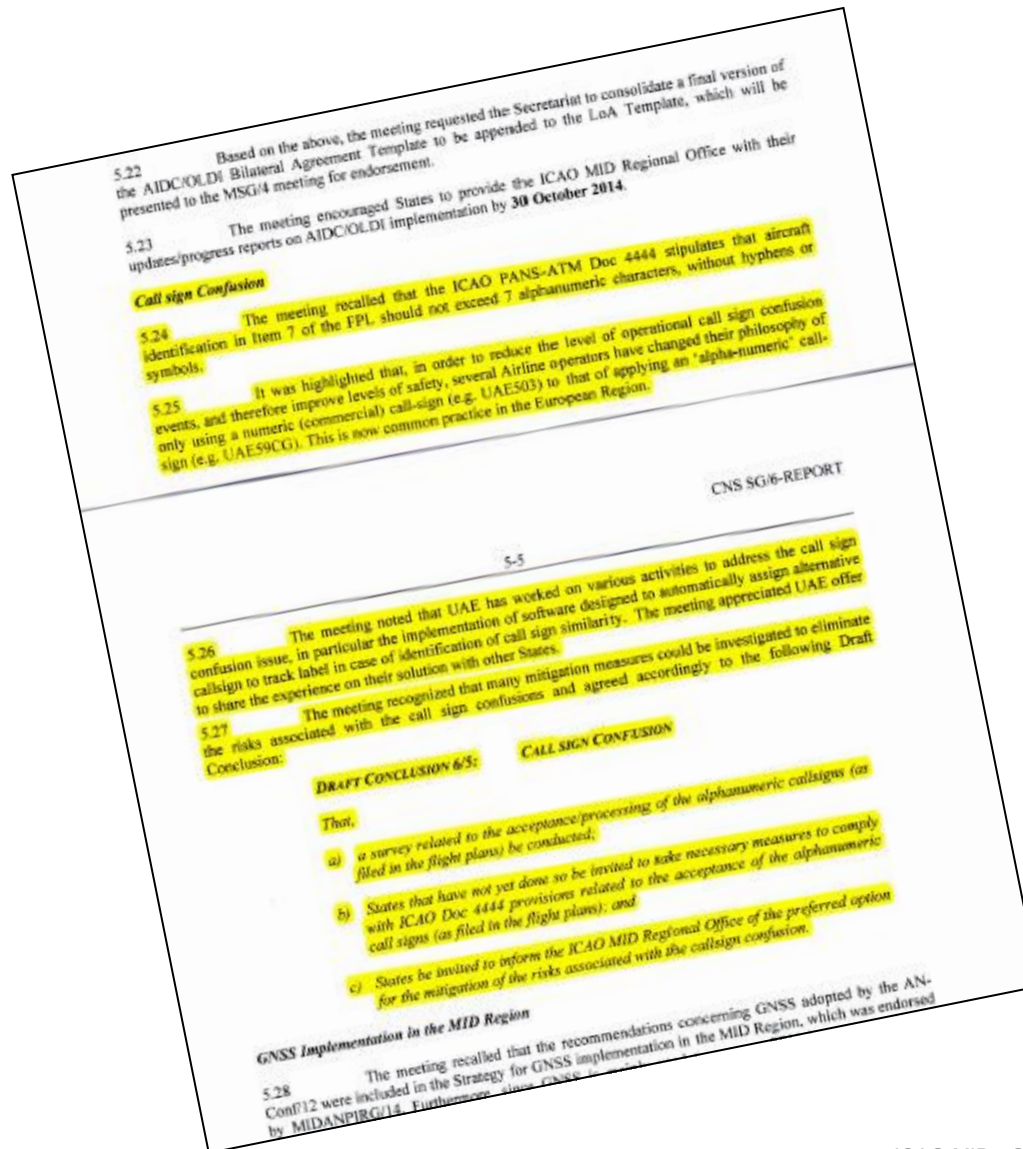 5.22 Based on the above, the meeting requested the Secretariat to consolidate a final version of
the AIDC/OLDI Bilateral Agreement Template to be appended to the LoA Template, which will be
presented to the MSG/4 meeting for endorsement.
5.23 The meeting encouraged States to provide the ICAO MID Regional Office with their
updates/progress reports on AIDC/OLDI implementation by 30 October 2014.
Call sign Confusion
5.24 The meeting recalled that the ICAO PANS-ATM Doc 4444 stipulates that aircraft
identification in Item 7 of the FPL should not exceed 7 alphanumeric characters, without hyphens or
symbols.
5.25 It was highlighted that, in order to reduce the level of operational call sign confusion
events, and therefore improve levels of safety, several Airline operators have changed their philosophy of
only using a numeric (commercial) call-sign (e.g. UAE503) to that of applying an "alpha-numeric" call-
sign (e.g. UAE59CG). This is now common practice in the European Region.
CNS SG/6-REPORT
5-5
5.26 The meeting noted that UAE has worked on various activities to address the call sign
confusion issue, in particular the implementation of software designed to automatically assign alternative
callsign to track label in case of identification of call sign similarity. The meeting appreciated UAE offer
to share the experience on their solution with other States.
5.27 The meeting recognized that many mitigation measures could be investigated to eliminate
the risks associated with the call sign confusions and agreed accordingly to the following Draft
Conclusion:
DRAFT CONCLUSION 6/5: CALL SIGN CONFUSION
That,
a) a survey related to the acceptance/processing of the alphanumeric callsigns (as
filed in the flight plans) be conducted;
b) States that have not yet done so be invited to take necessary measures to comply
with ICAO Doc 4444 provisions related to the acceptance of the alphanumeric
call signs (as filed in the flight plans); and
c) States be invited to inform the ICAO MID Regional Office of the preferred option
for the mitigation of the risks associated with the callsign confusion.
GNSS Implementation in the MID Region
5.28 The meeting recalled that the recommendations concerning GNSS adopted by the AN-
Conf/12 were included in the Strategy for GNSS implementation in the MID Region, which was endorsed
by MIDANPIRG/14. Furthermore, since GNSS is